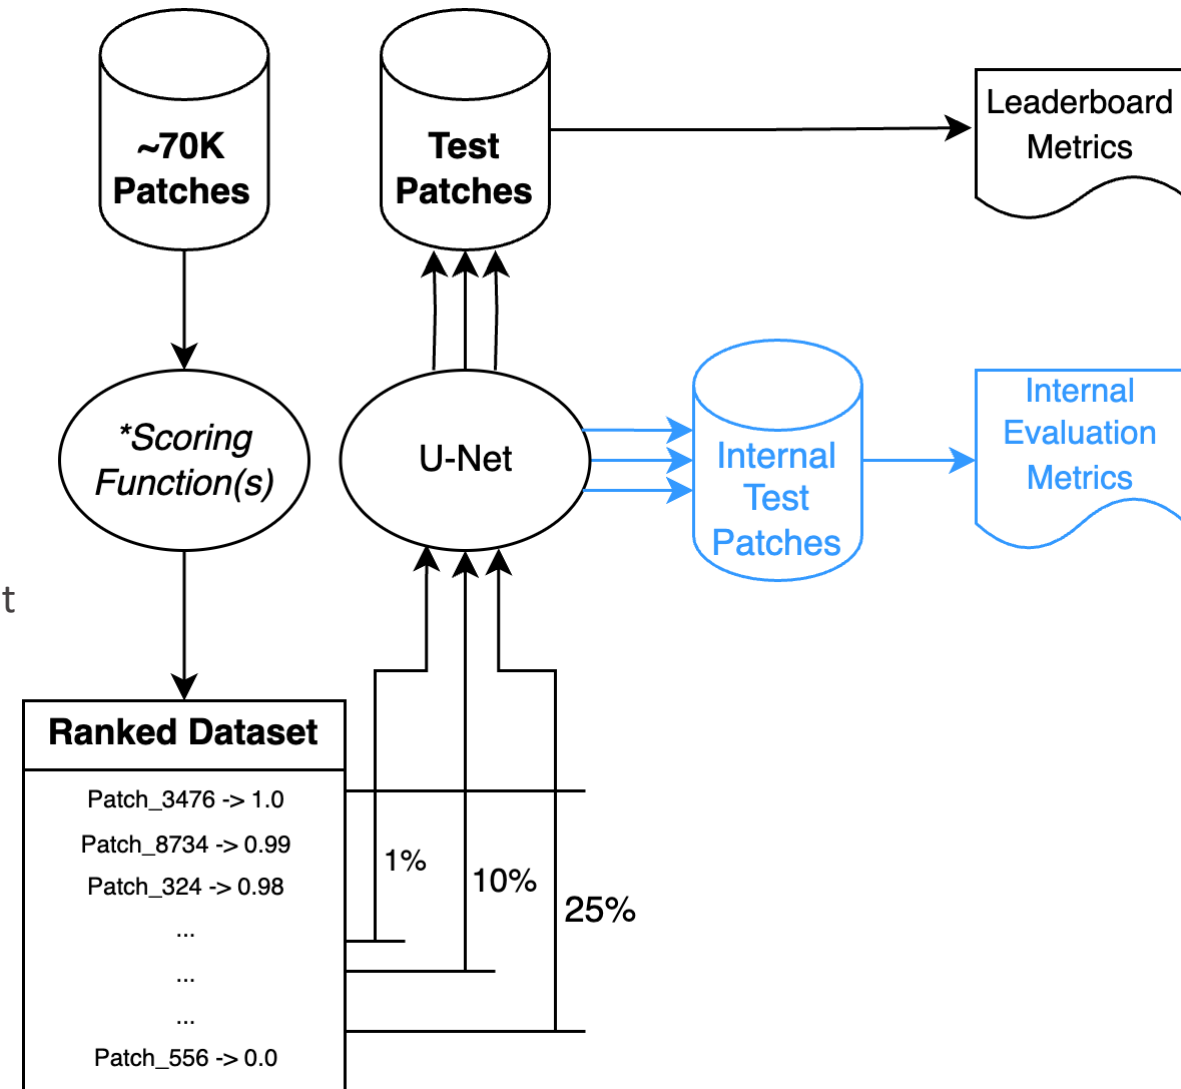 ~70K
Patches
Test
Patches
Leaderboard
Metrics
*Scoring
Function(s)
U-Net
Internal
Test
Patches
Internal
Evaluation
Metrics
t
Ranked Dataset
Patch_3476 -> 1.0
Patch_8734 -> 0.99
Patch_324 -> 0.98
...
...
...
Patch_556 -> 0.0
1%
10%
25%